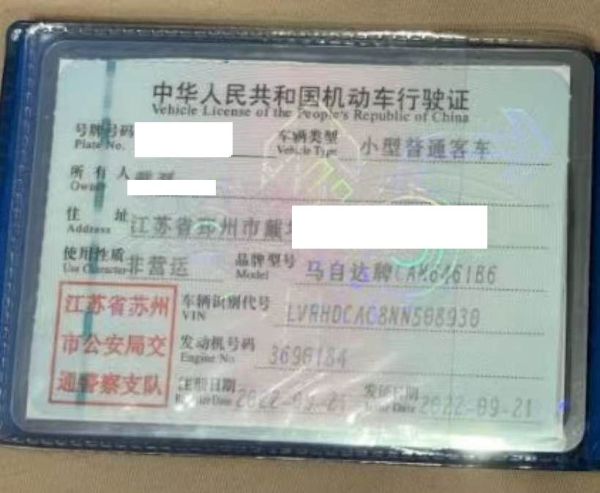 中华人民共和国机动车行驶证
Vehicle License of the People's Republic of China
号牌号码 车辆类型 小型普通客车
Plate No. Vehicle Type
所有人
Owner
住 址 江苏省苏州市
Address
使用性质 非营运 品牌型号 马自达牌CAM6461B6
Use Character Model
江苏省苏州 车辆识别代号 LVRHDCAC8NN508930
VIN
市公安局交 发动机号码 3690184
Engine No
通警察支队 注册日期 2022-09-21 发证日期 2022-09-21
Register Date Issue Date